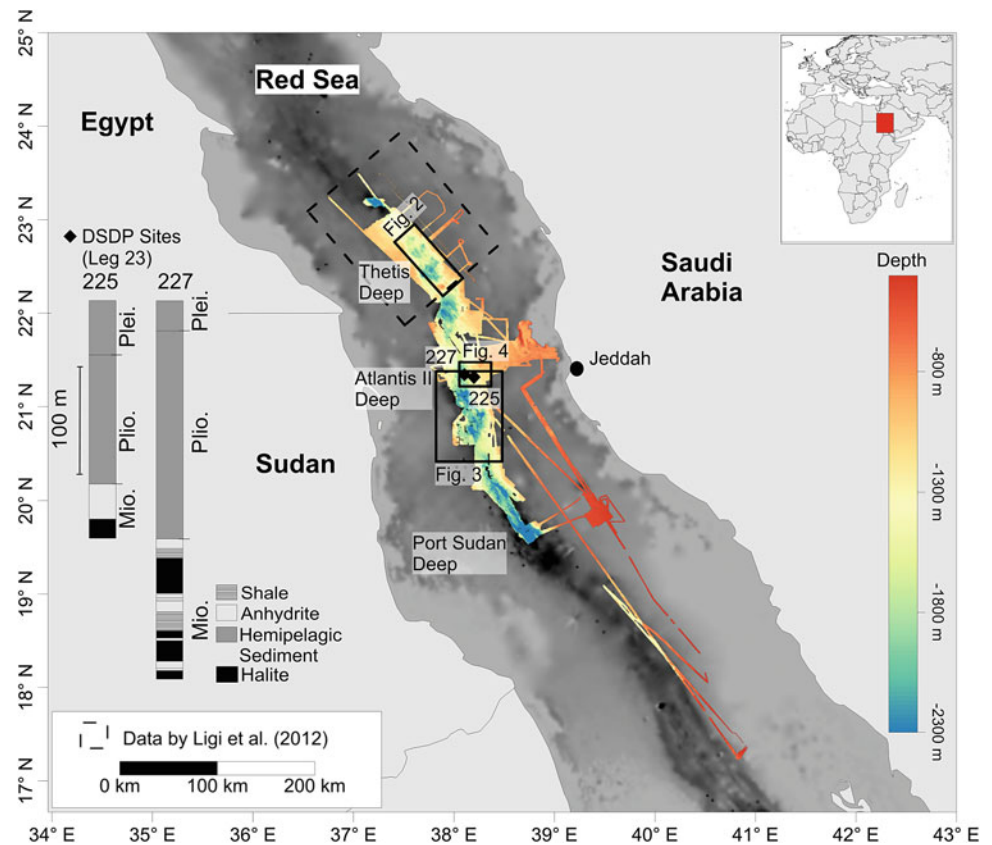 25° N
24° N
23° N
22° N
21° N
20° N
19° N
18° N
17° N
34° E
35° E
36° E
37° E
38° E
39° E
40° E
41° E
42° E
43° E
Red Sea
Egypt
Sudan
Saudi
Arabia
Jeddah
Fig. 2
Thetis
Deep
227
Fig. 4
Atlantis II
Deep
225
Fig. 3
Port Sudan
Deep
DSDP Sites
(Leg 23)
225
227
Plei.
Plio.
Mio.
Plei.
Plio.
Mio.
100 m
Shale
Anhydrite
Hemipelagic
Sediment
Halite
Data by Ligi et al. (2012)
0 km
100 km
200 km
Depth
-800 m
-1300 m
-1800 m
-2300 m